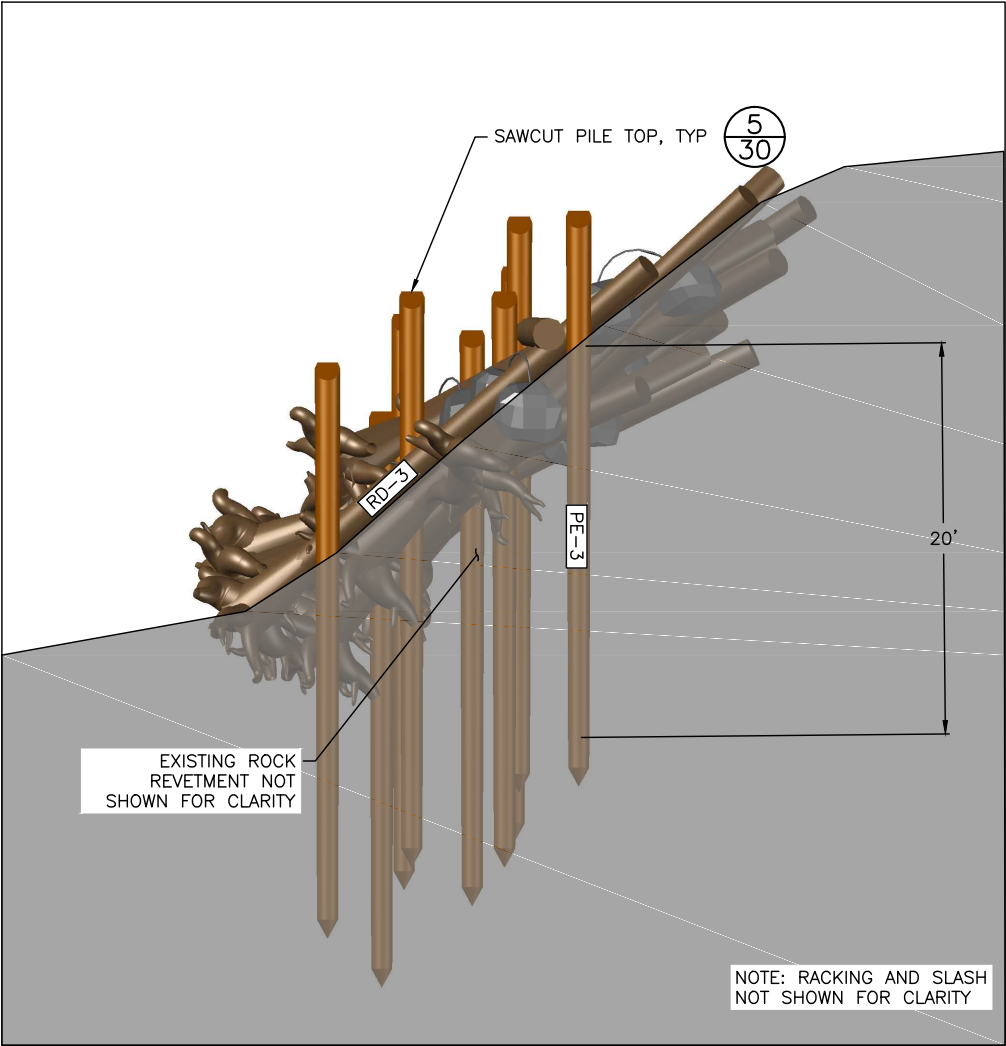 SAWCUT PILE TOP, TYP
5
30
RD-3
PE-3
20'
EXISTING ROCK
REVETMENT NOT
SHOWN FOR CLARITY
NOTE: RACKING AND SLASH
NOT SHOWN FOR CLARITY